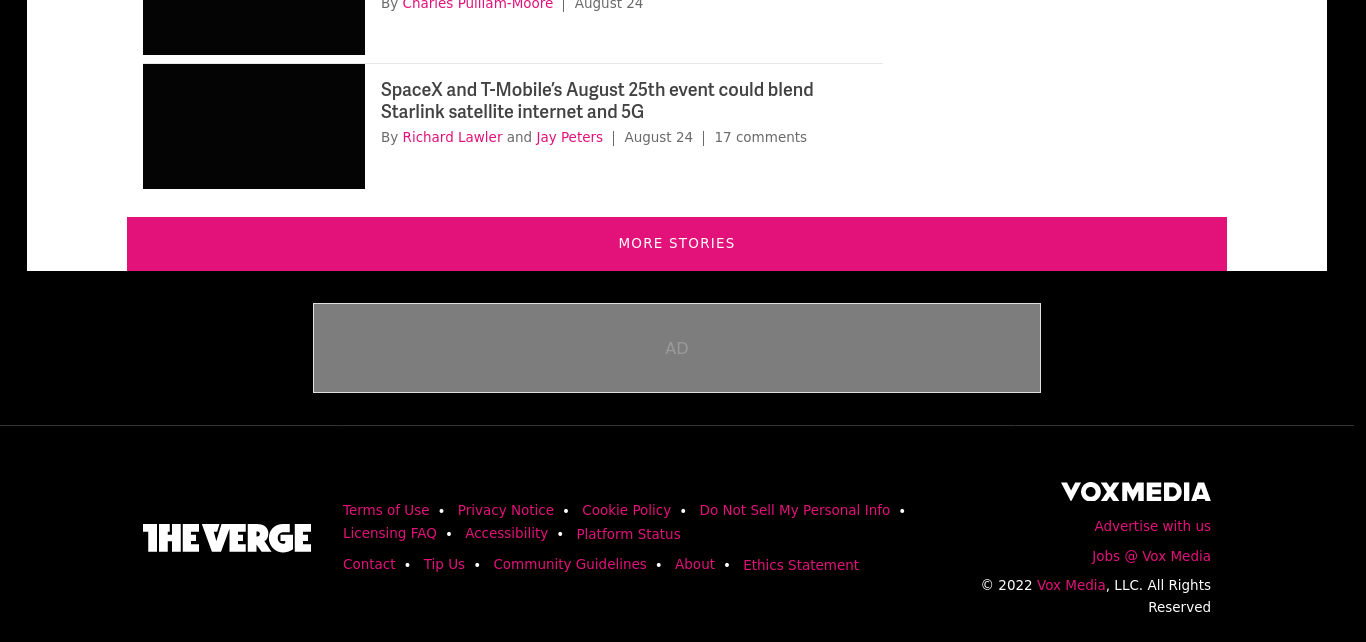 By Charles Pulliam-Moore | August 24
SpaceX and T-Mobile’s August 25th event could blend
Starlink satellite internet and 5G
By Richard Lawler and Jay Peters | August 24 | 17 comments
MORE STORIES
AD
THE VERGE
Terms of Use • Privacy Notice • Cookie Policy • Do Not Sell My Personal Info •
Licensing FAQ • Accessibility • Platform Status
Contact • Tip Us • Community Guidelines • About • Ethics Statement
VOXMEDIA
Advertise with us
Jobs @ Vox Media
© 2022 Vox Media, LLC. All Rights
Reserved